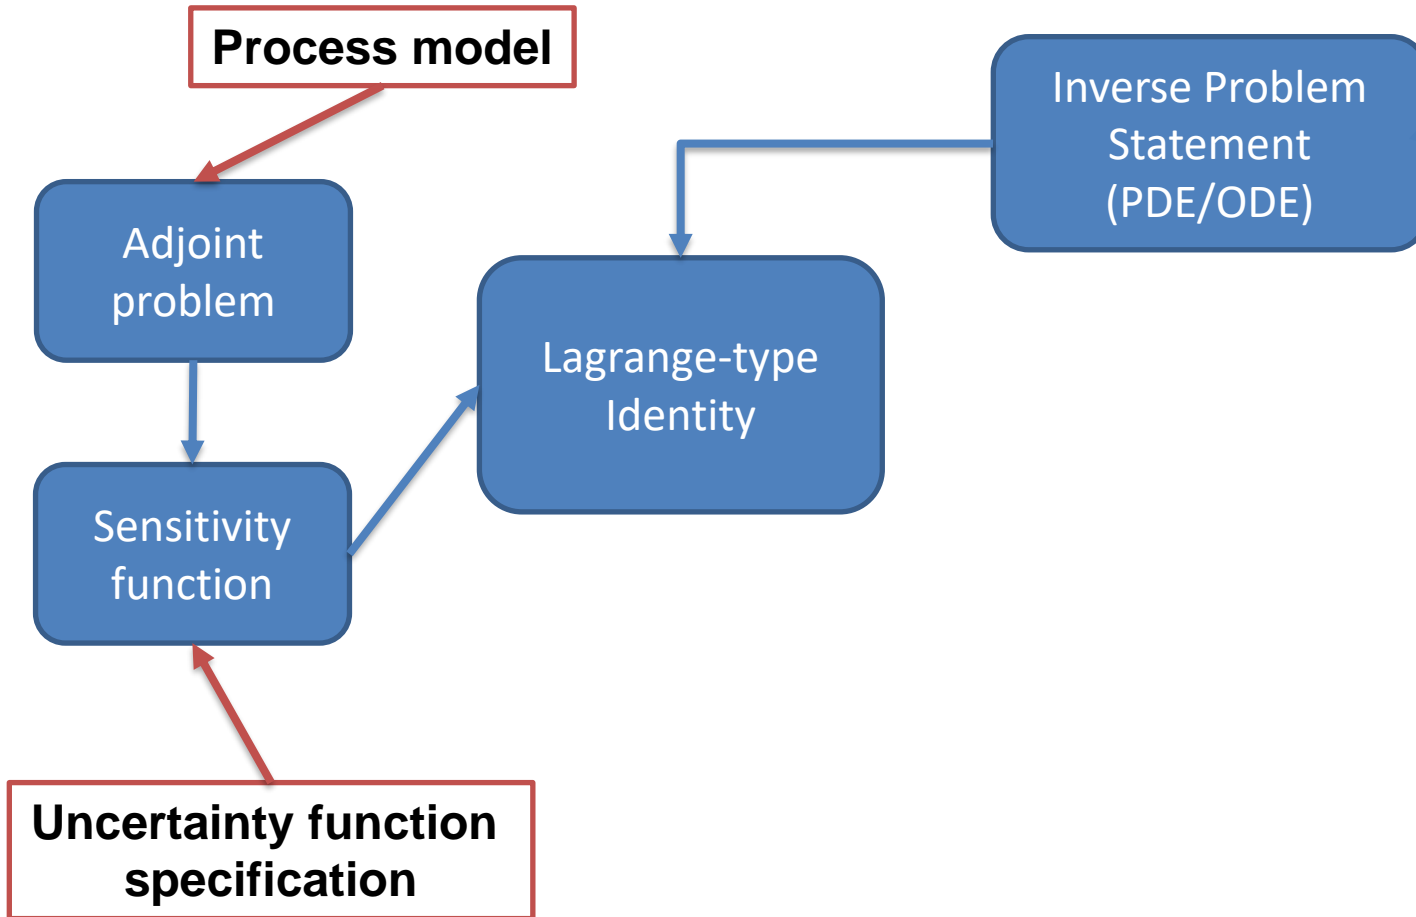 Process model
Inverse Problem
Statement
(PDE/ODE)
Adjoint
problem
Lagrange-type
Identity
Sensitivity
function
Uncertainty function
specification